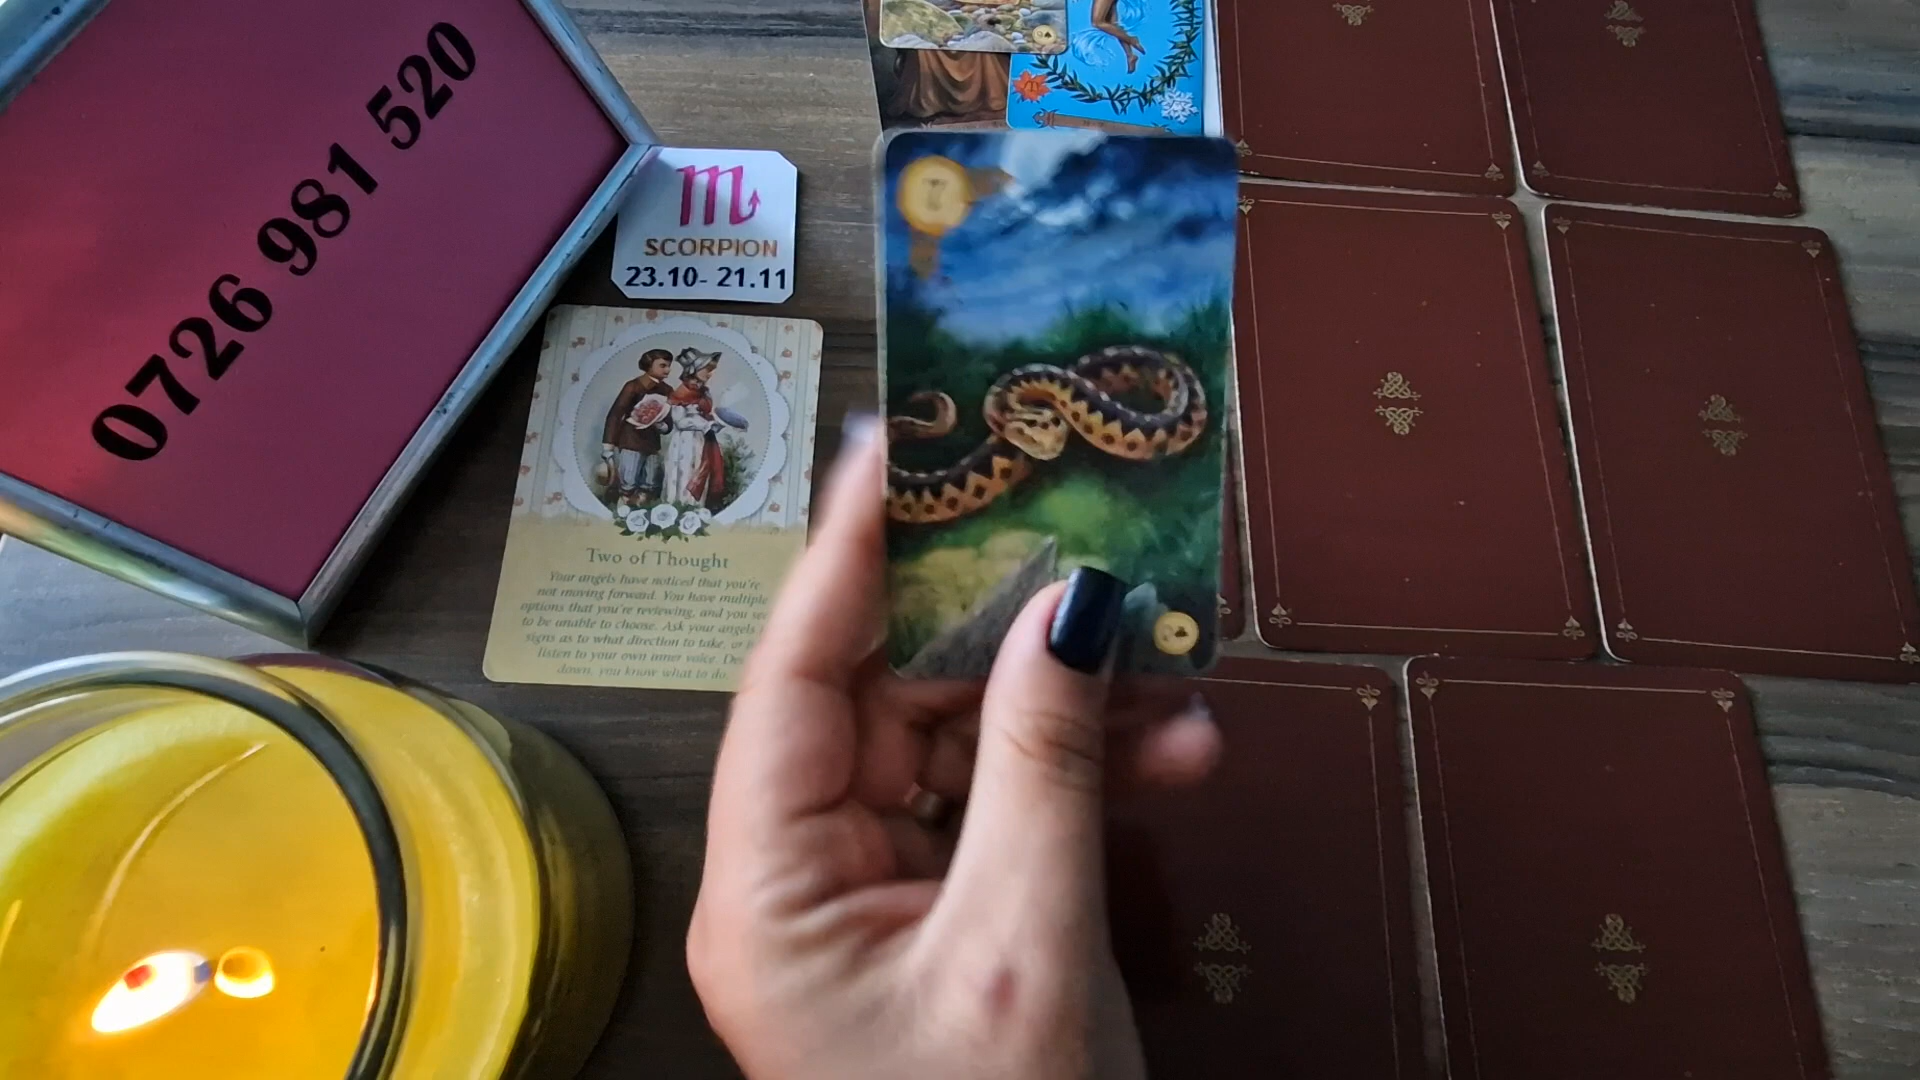 0726 981 520
SCORPION
23.10- 21.11
7
Two of Thought
Your angels have noticed that you're
not moving forward. You have multiple
options that you're reviewing, and you
to be unable to choose. Ask your angels
signs as to what direction to take, or
listen to your own inner voice.
down, you know what to do.